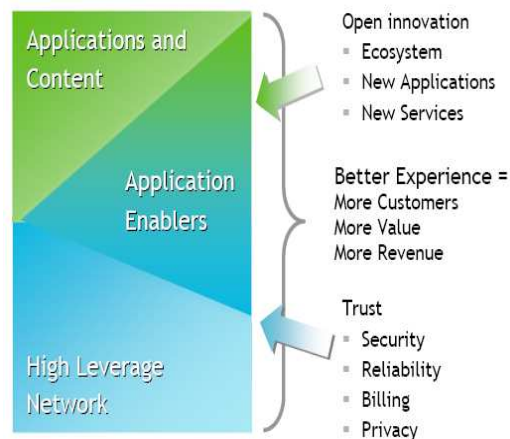 Applications and
Content
Application
Enablers
High Leverage
Network
Open innovation
▪ Ecosystem
▪ New Applications
▪ New Services
Better Experience =
More Customers
More Value
More Revenue
Trust
▪ Security
▪ Reliability
▪ Billing
▪ Privacy